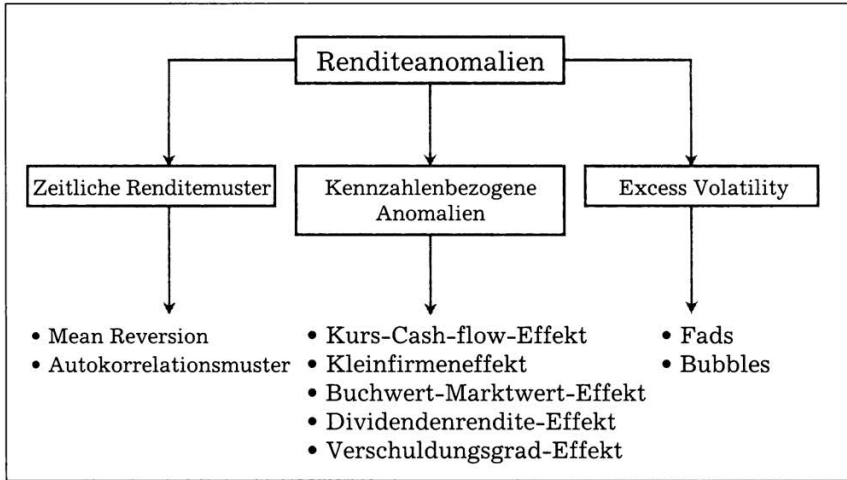 Renditeanomalien
Zeitliche Renditemuster
Kennzahlenbezogene
Anomalien
Excess Volatility
• Mean Reversion
• Autokorrelationsmuster
• Kurs-Cash-flow-Effekt
• Kleinfirmeneffekt
• Buchwert-Marktwert-Effekt
• Dividendenrendite-Effekt
• Verschuldungsgrad-Effekt
• Fads
• Bubbles